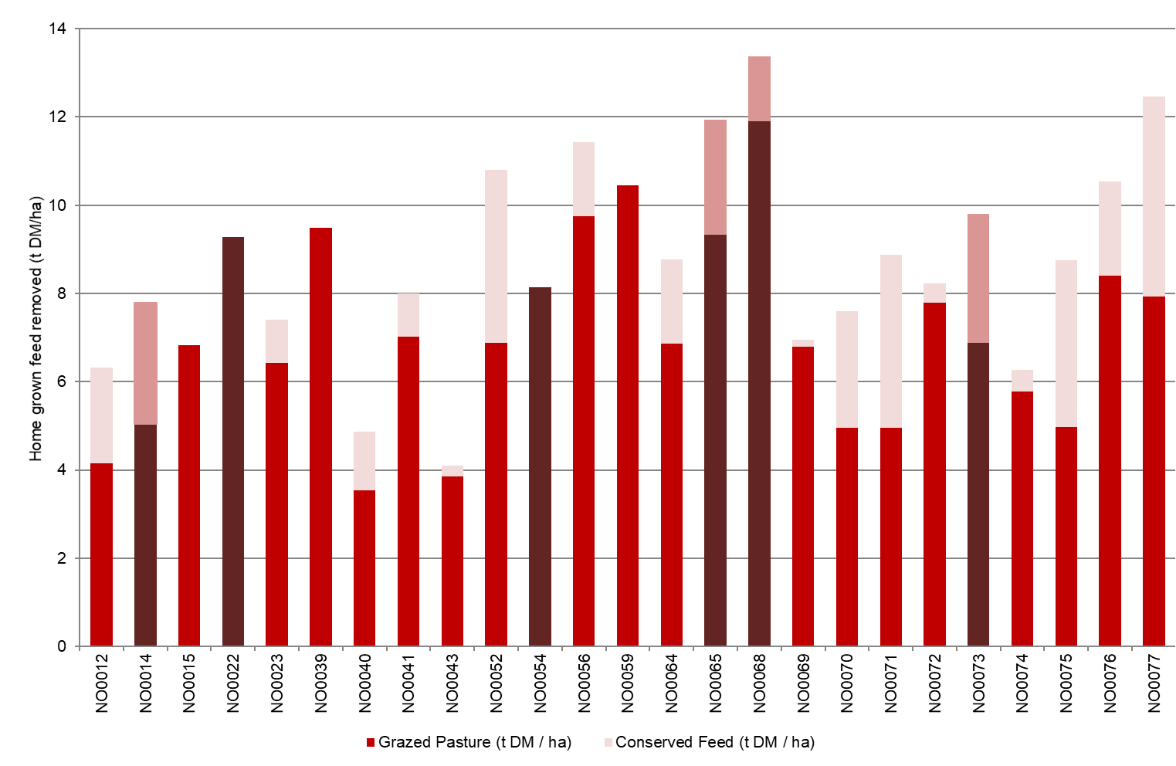 Home grown feed removed (t DM/ha)
14
12
10
8
6
4
2
0
NO0012
NO0014
NO0015
NO0022
NO0023
NO0039
NO0040
NO0041
NO0043
NO0052
NO0054
NO0056
NO0059
NO0064
NO0065
NO0068
NO0069
NO0070
NO0071
NO0072
NO0073
NO0074
NO0075
NO0076
NO0077
Grazed Pasture (t DM / ha)
Conserved Feed (t DM / ha)